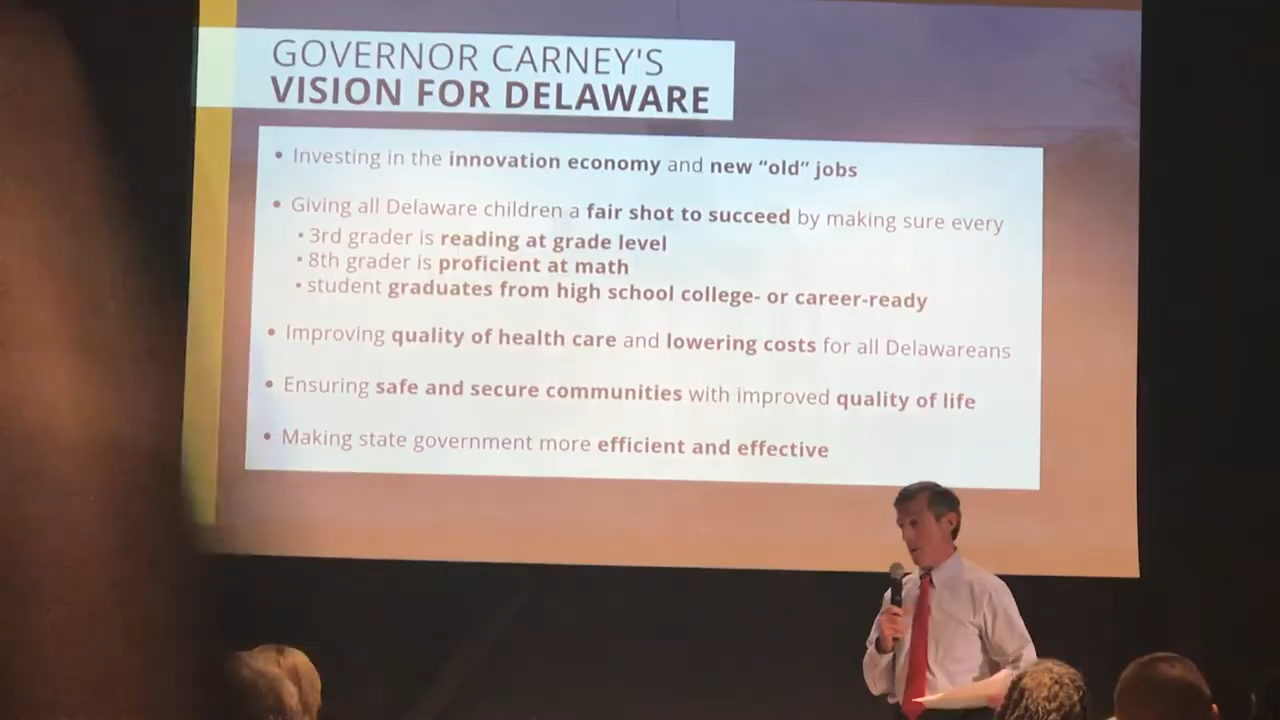 GOVERNOR CARNEY'S
VISION FOR DELAWARE
• Investing in the innovation economy and new “old” jobs
• Giving all Delaware children a fair shot to succeed by making sure every
• 3rd grader is reading at grade level
• 8th grader is proficient at math
• student graduates from high school college- or career-ready
• Improving quality of health care and lowering costs for all Delawareans
• Ensuring safe and secure communities with improved quality of life
• Making state government more efficient and effective